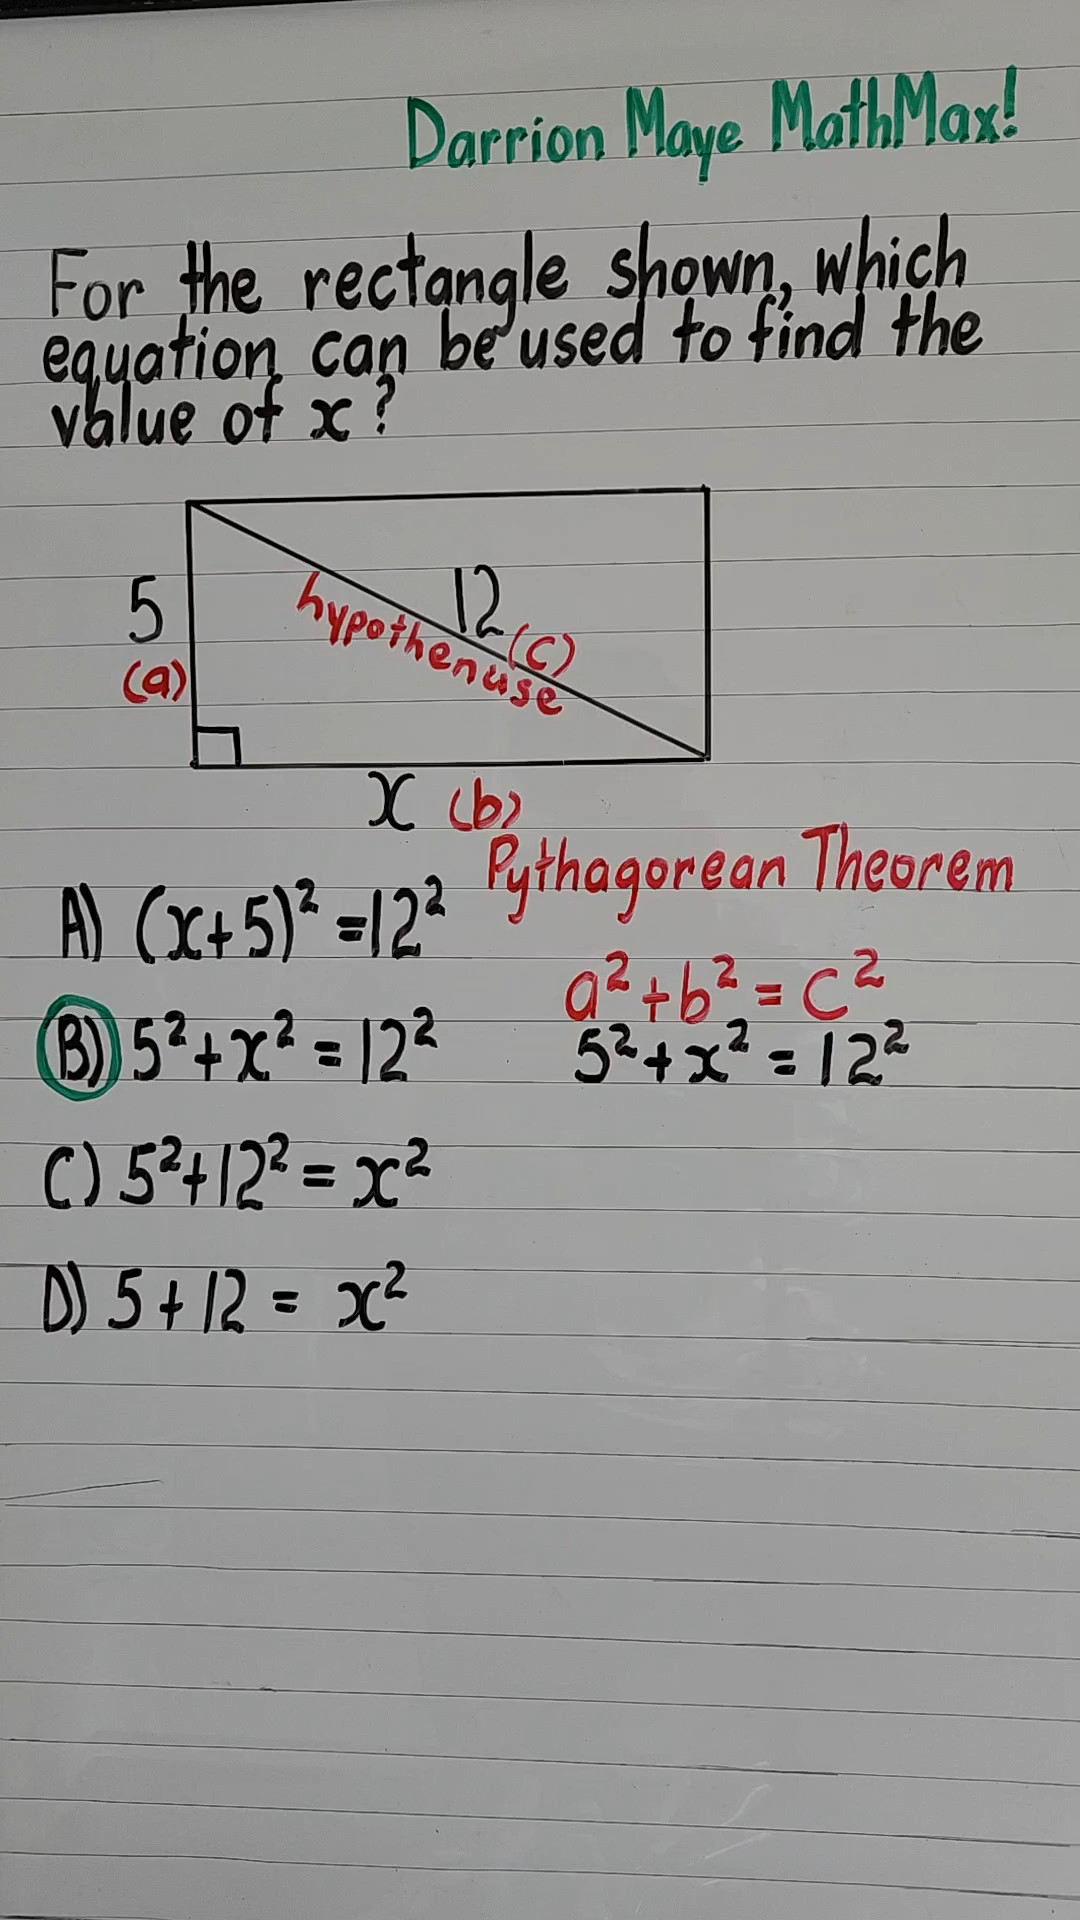 Darrion Maye MathMax!
For the rectangle shown, which
equation can be used to find the
value of x?
5
12
hypothenuse
(c)
(a)
x (b)
Pythagorean Theorem
A) (x+5)² =12²
a²+b² = c²
B) 5²+x² = 12²
5²+x² = 12²
C) 5²+12² = x²
D) 5+12 = x²